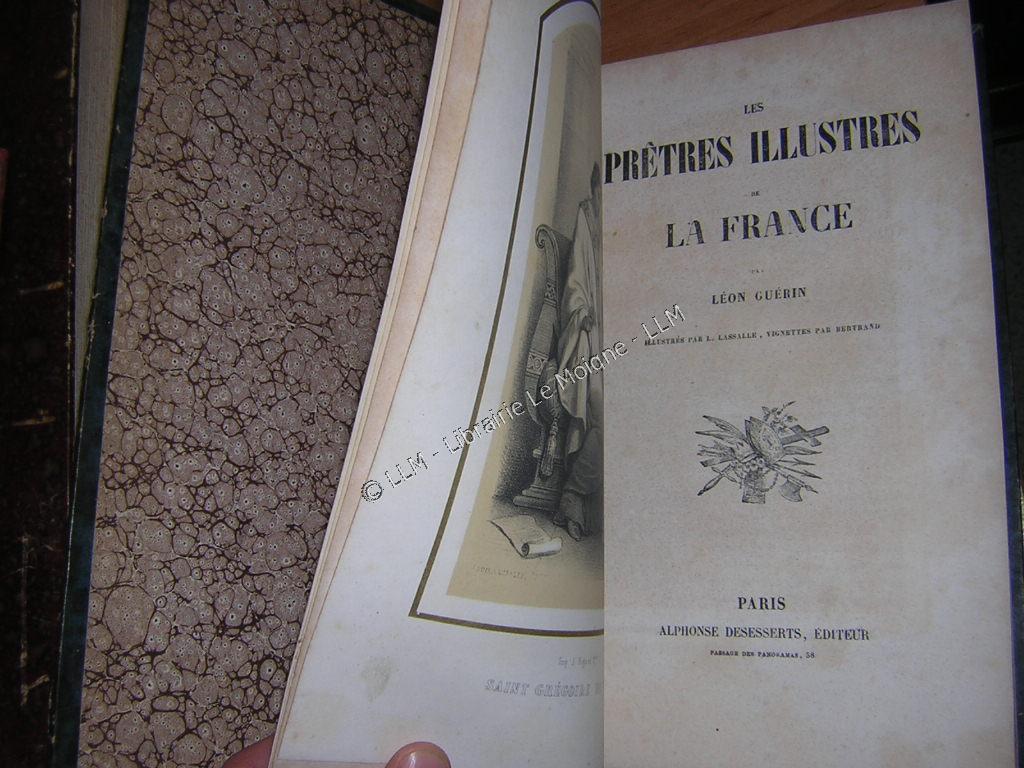 LES
PRÊTRES ILLUSTRES
DE
LA FRANCE
PAR
LÉON GUÉRIN
ILLUSTRÉS PAR L. LASSALLE, VIGNETTES PAR BERTRAND
PARIS
ALPHONSE DESESSERTS, ÉDITEUR
PASSAGE DES PANORAMAS, 38
SAINT GRÉGOIRE
© LLM - Librairie Le Moigne - LLM